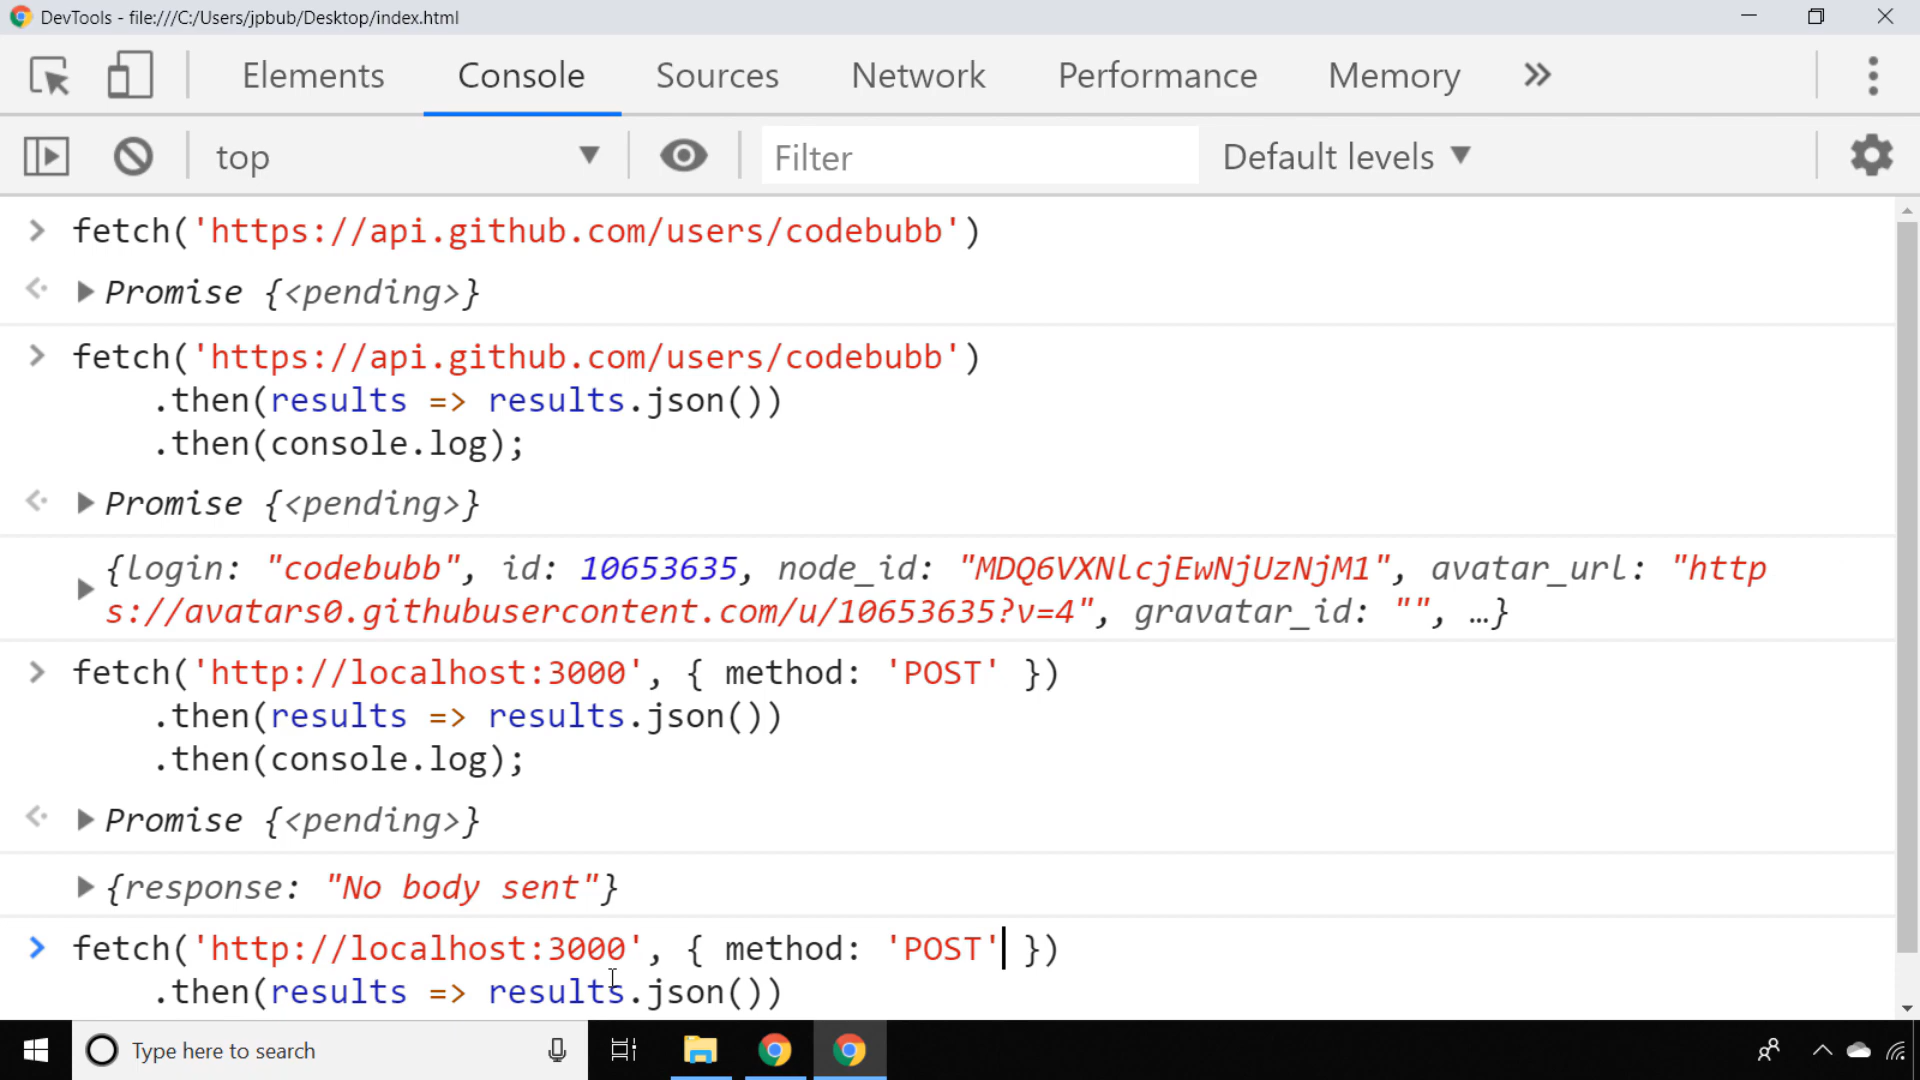 DevTools - file:///C:/Users/jpbub/Desktop/index.html
Elements Console Sources Network Performance Memory »
top Filter Default levels
fetch('https://api.github.com/users/codebubb')
Promise {<pending>}
fetch('https://api.github.com/users/codebubb')
.then(results => results.json())
.then(console.log);
Promise {<pending>}
{login: "codebubb", id: 10653635, node_id: "MDQ6VXNlcjEwNjUzNjM1", avatar_url: "http
s://avatars0.githubusercontent.com/u/10653635?v=4", gravatar_id: "", …}
fetch('http://localhost:3000', { method: 'POST' })
.then(results => results.json())
.then(console.log);
Promise {<pending>}
{response: "No body sent"}
fetch('http://localhost:3000', { method: 'POST' })
.then(results => results.json())
Type here to search